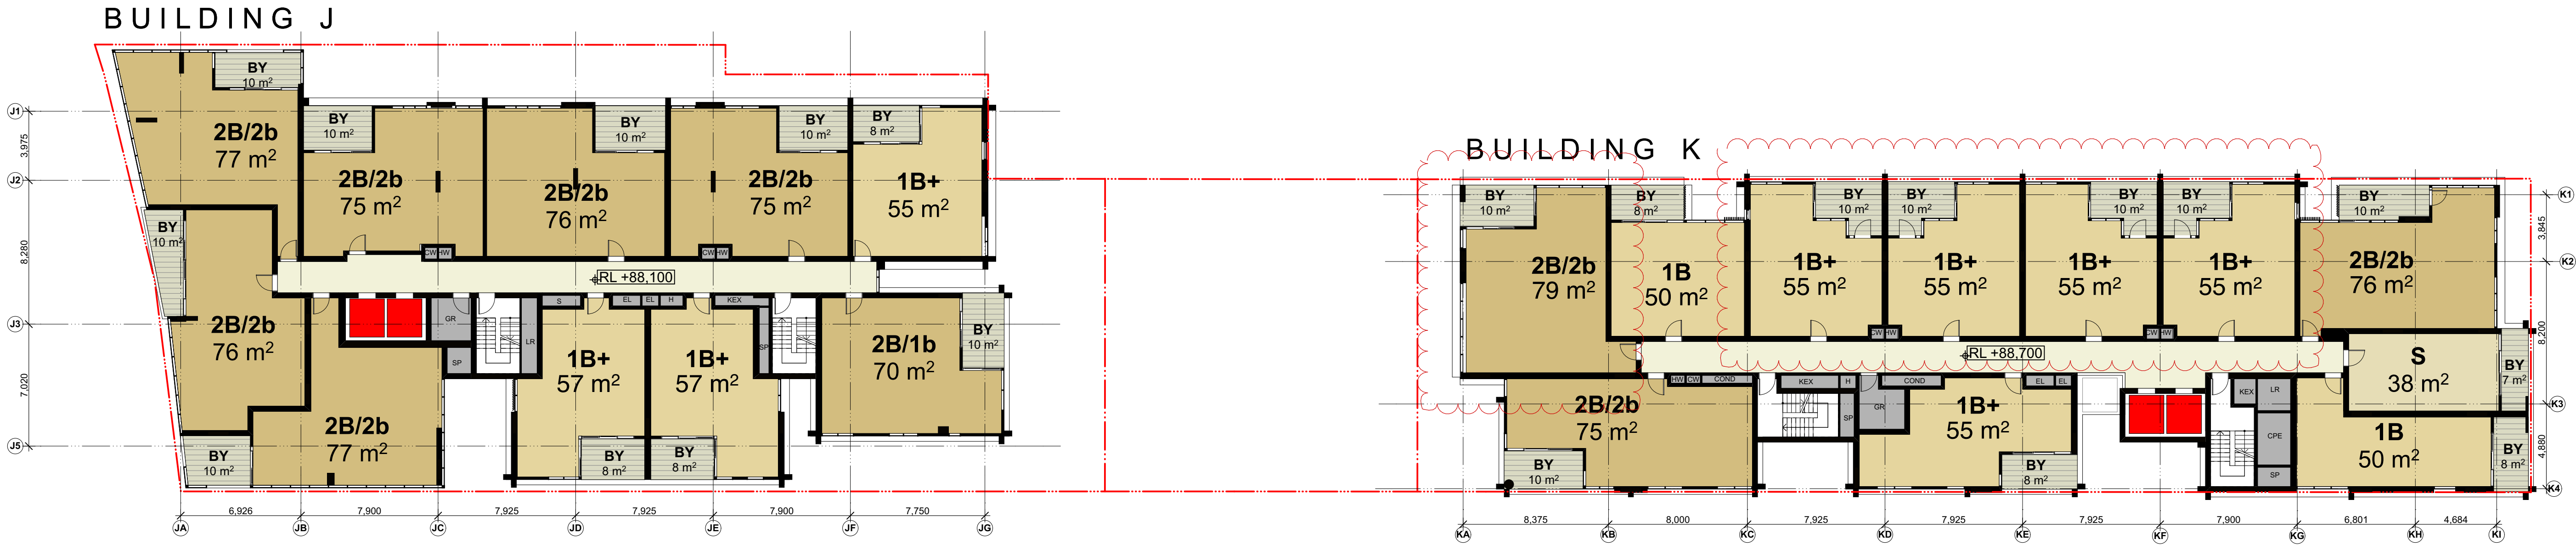 BUILDING J
BY
10 m²
2B/2b
77 m²
BY
10 m²
2B/2b
75 m²
BY
10 m²
2B/2b
76 m²
BY
10 m²
2B/2b
75 m²
BY
8 m²
1B+
55 m²
BY
10 m²
CW HW
CW HW
RL +88,100
2B/2b
76 m²
GR
SP
LR
S
EL
EL
H
KEX
SP
1B+
57 m²
1B+
57 m²
2B/1b
70 m²
BY
10 m²
2B/2b
77 m²
BY
10 m²
BY
8 m²
BY
8 m²
J1
J2
J3
J5
3,975
8,280
7,020
6,926
7,900
7,925
7,925
7,900
7,750
JA
JB
JC
JD
JE
JF
JG
BUILDING K
BY
10 m²
2B/2b
79 m²
BY
8 m²
1B
50 m²
BY
10 m²
1B+
55 m²
BY
10 m²
1B+
55 m²
BY
10 m²
1B+
55 m²
BY
10 m²
1B+
55 m²
BY
10 m²
2B/2b
76 m²
CW HW
CW HW
RL +88,700
S
38 m²
BY
7 m²
HW
CW
COND
KEX
H
SP
GR
COND
EL
EL
KEX
LR
CPE
SP
2B/2b
75 m²
BY
10 m²
1B+
55 m²
BY
8 m²
1B
50 m²
BY
8 m²
K1
K2
K3
K4
3,845
8,200
4,880
8,375
8,000
7,925
7,925
7,925
7,900
6,801
4,684
KA
KB
KC
KD
KE
KF
KG
KH
KI